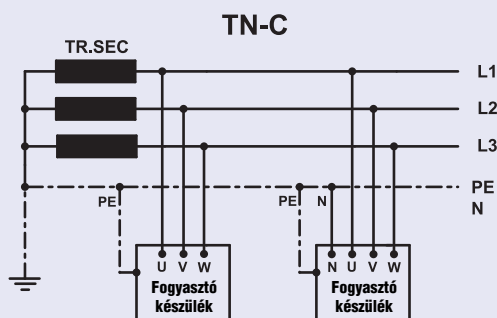 TN-C
TR.SEC
L1
L2
L3
PE
N
PE
PE N
U V W
N U V W
Fogyasztó
készülék
Fogyasztó
készülék